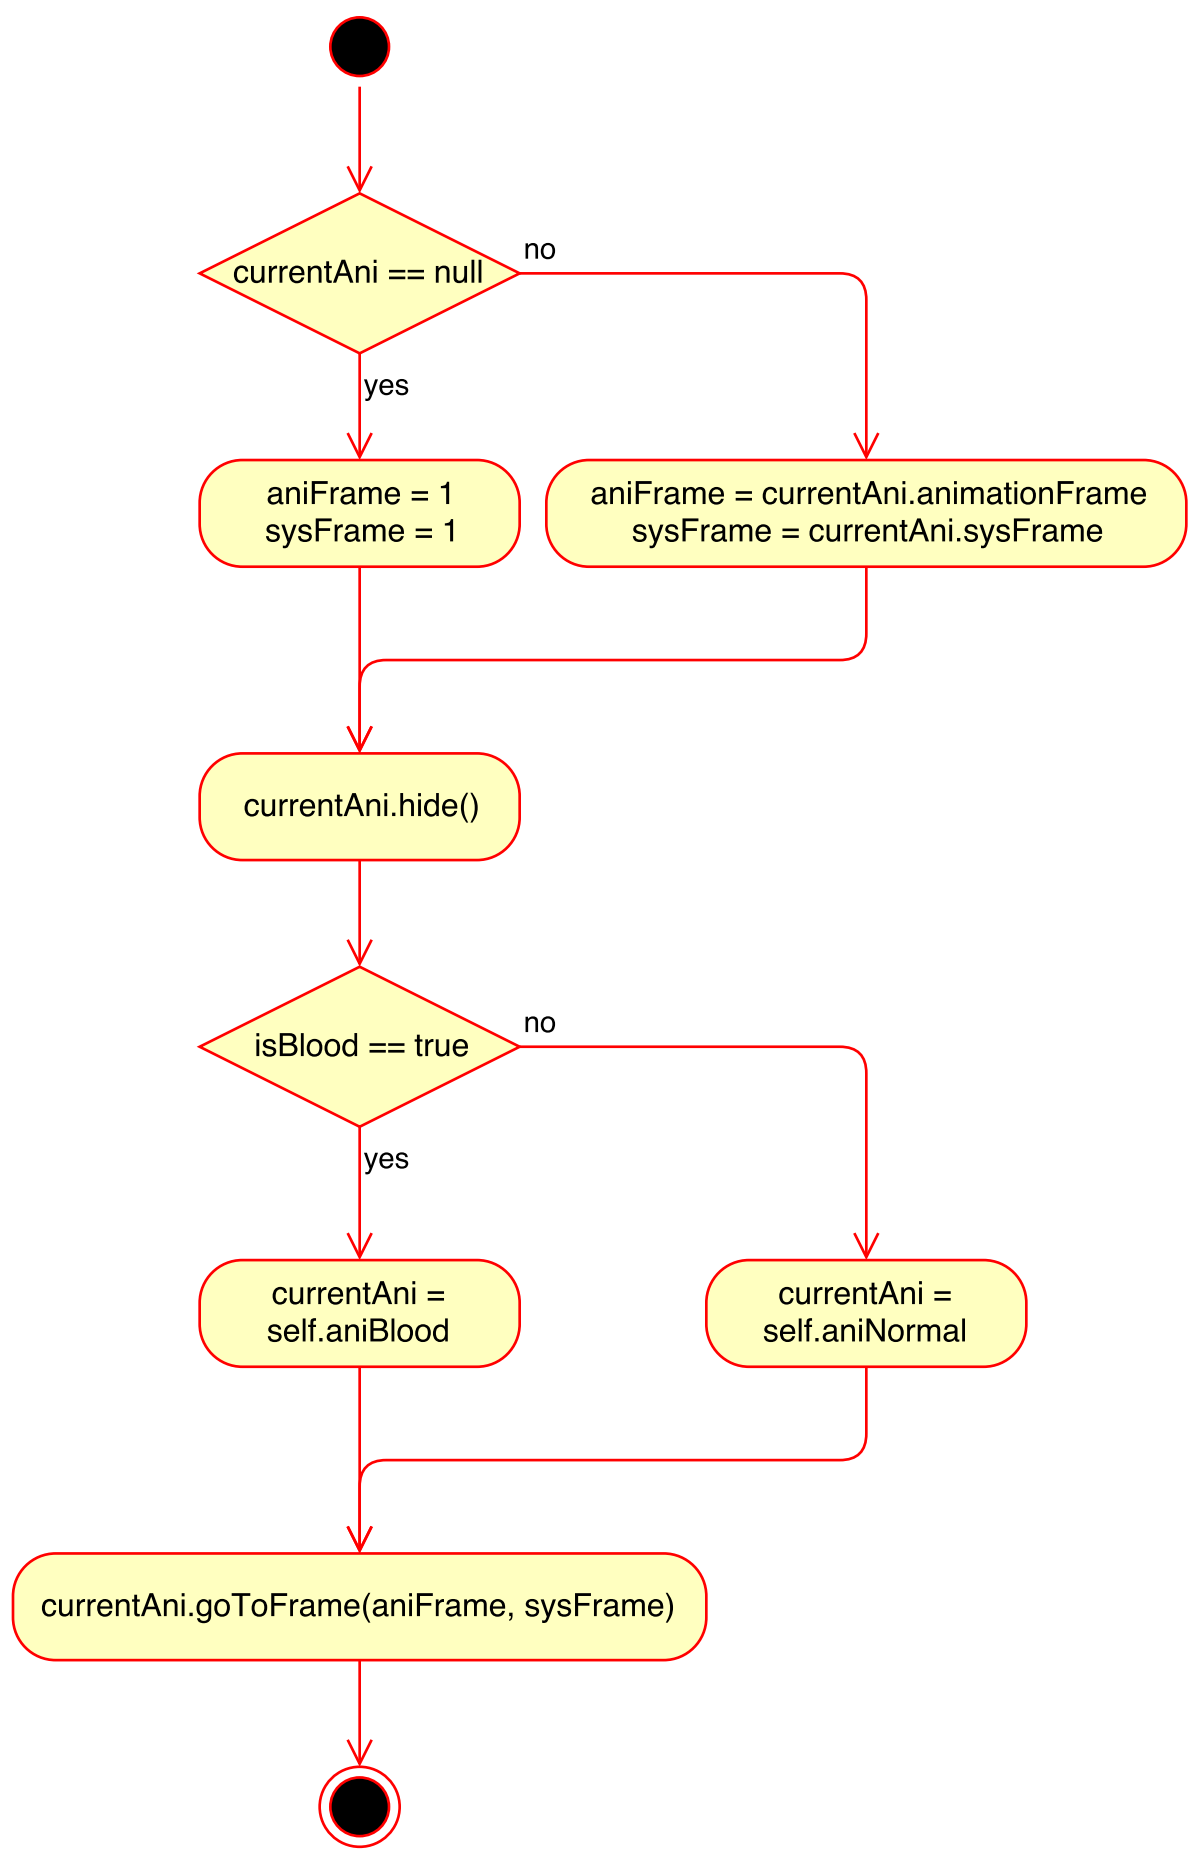 currentAni == null
no
yes
aniFrame = 1
sysFrame = 1
aniFrame = currentAni.animationFrame
sysFrame = currentAni.sysFrame
currentAni.hide()
isBlood == true
no
yes
currentAni =
self.aniBlood
currentAni =
self.aniNormal
currentAni.goToFrame(aniFrame, sysFrame)